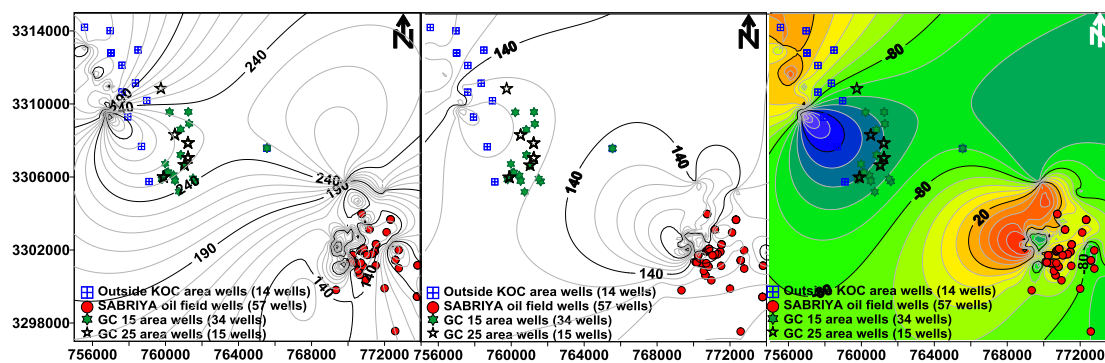 3314000
3310000
3306000
3302000
3298000
240
190
240
240
240
190
190
140
140
N
Outside KOC area wells (14 wells)
SABRIYA oil field wells (57 wells)
GC 15 area wells (34 wells)
GC 25 area wells (15 wells)
756000 760000 764000 768000 772000
140
140
140
140
N
Outside KOC area wells (14 wells)
SABRIYA oil field wells (57 wells)
GC 15 area wells (34 wells)
GC 25 area wells (15 wells)
756000 760000 764000 768000 772000
-80
-80
20
-80
N
Outside KOC area wells (14 wells)
SABRIYA oil field wells (57 wells)
GC 15 area wells (34 wells)
GC 25 area wells (15 wells)
756000 760000 764000 768000